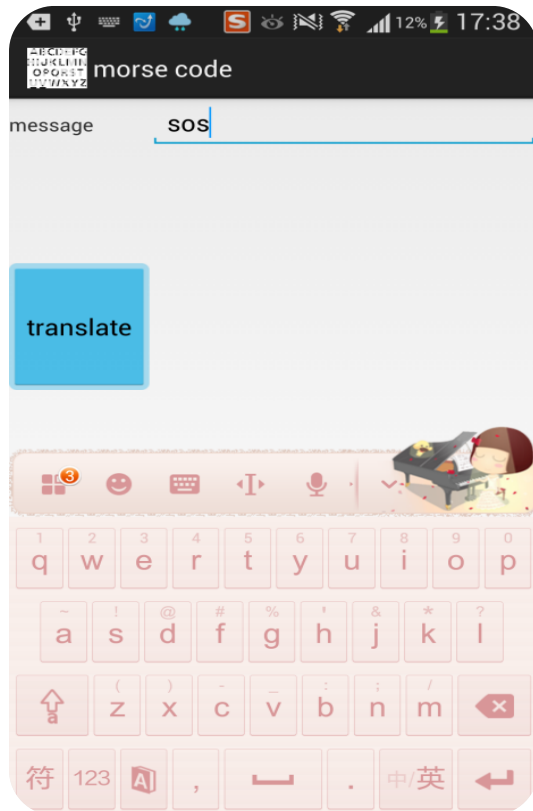 S 12% 17:38
ABCDEFG
HIJKLMN
OPQRST
UVWXYZ
morse code
message sos
translate
3
1 2 3 4 5 6 7 8 9 0
q w e r t y u i o p
~ ! @ # % ' & * ?
a s d f g h j k l
( ) - _ : ; /
a z x c v b n m
符 123 A , . 中/英